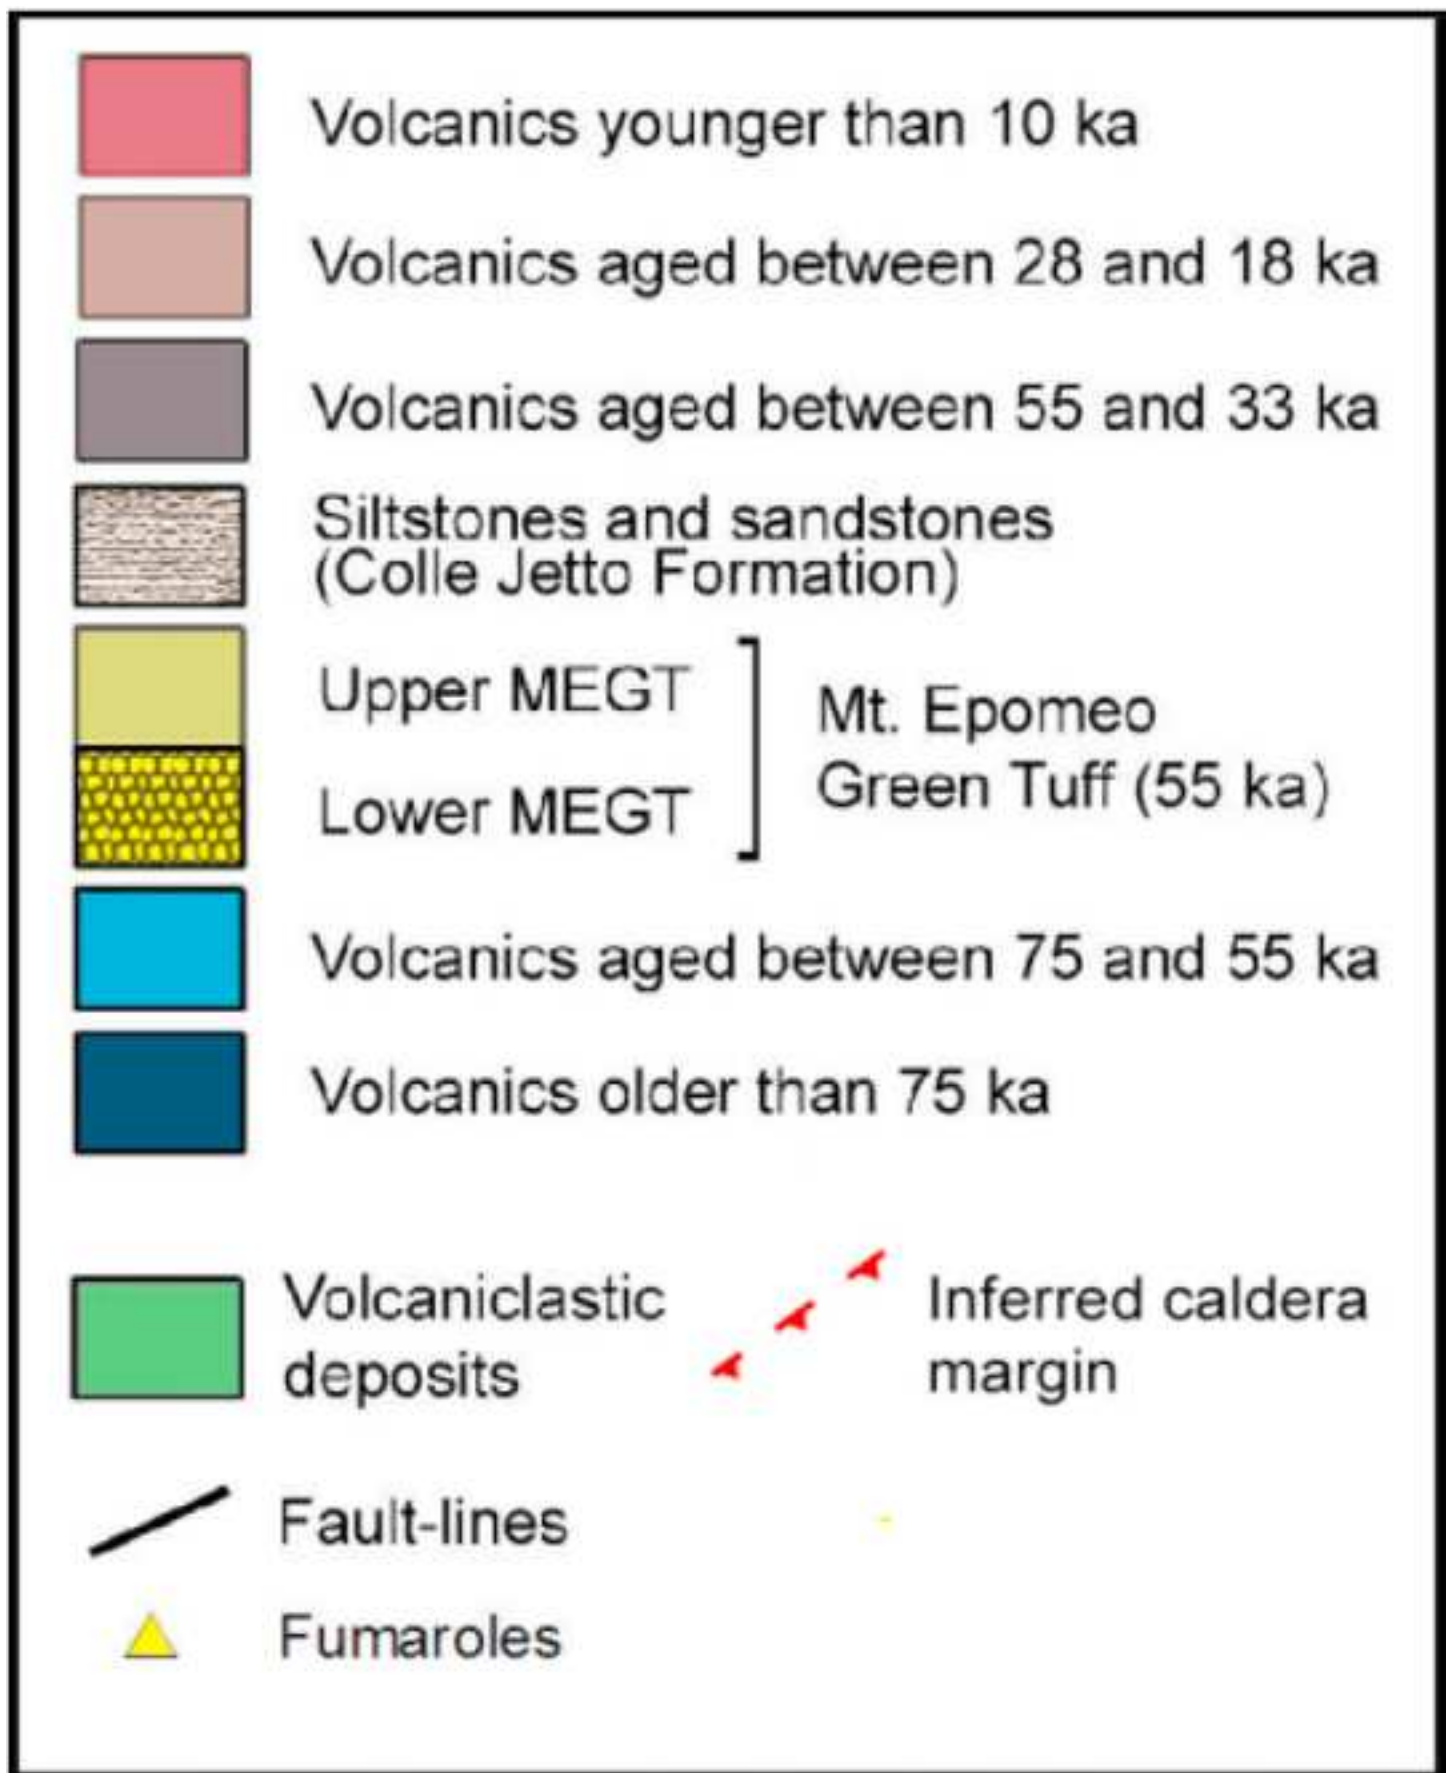 Volcanics younger than 10 ka
Volcanics aged between 28 and 18 ka
Volcanics aged between 55 and 33 ka
Siltstones and sandstones
(Colle Jetto Formation)
Upper MEGT
Lower MEGT
Mt. Epomeo
Green Tuff (55 ka)
Volcanics aged between 75 and 55 ka
Volcanics older than 75 ka
Volcaniclastic
deposits
Inferred caldera
margin
Fault-lines
Fumaroles